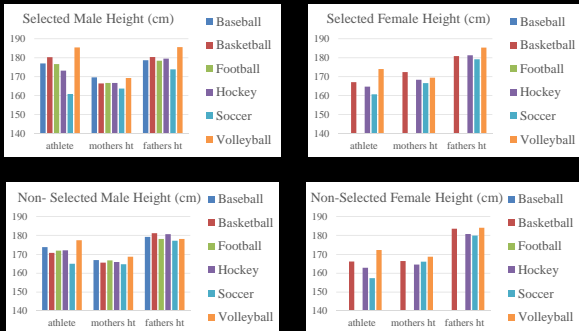 Selected Male Height (cm)
190
180
170
160
150
140
athlete mothers ht fathers ht
Baseball
Basketball
Football
Hockey
Soccer
Volleyball
Selected Female Height (cm)
190
180
170
160
150
140
athlete mothers ht fathers ht
Baseball
Basketball
Football
Hockey
Soccer
Volleyball
Non- Selected Male Height (cm)
190
180
170
160
150
140
athlete mothers ht fathers ht
Baseball
Basketball
Football
Hockey
Soccer
Volleyball
Non-Selected Female Height (cm)
190
180
170
160
150
140
athlete mothers ht fathers ht
Baseball
Basketball
Football
Hockey
Soccer
Volleyball